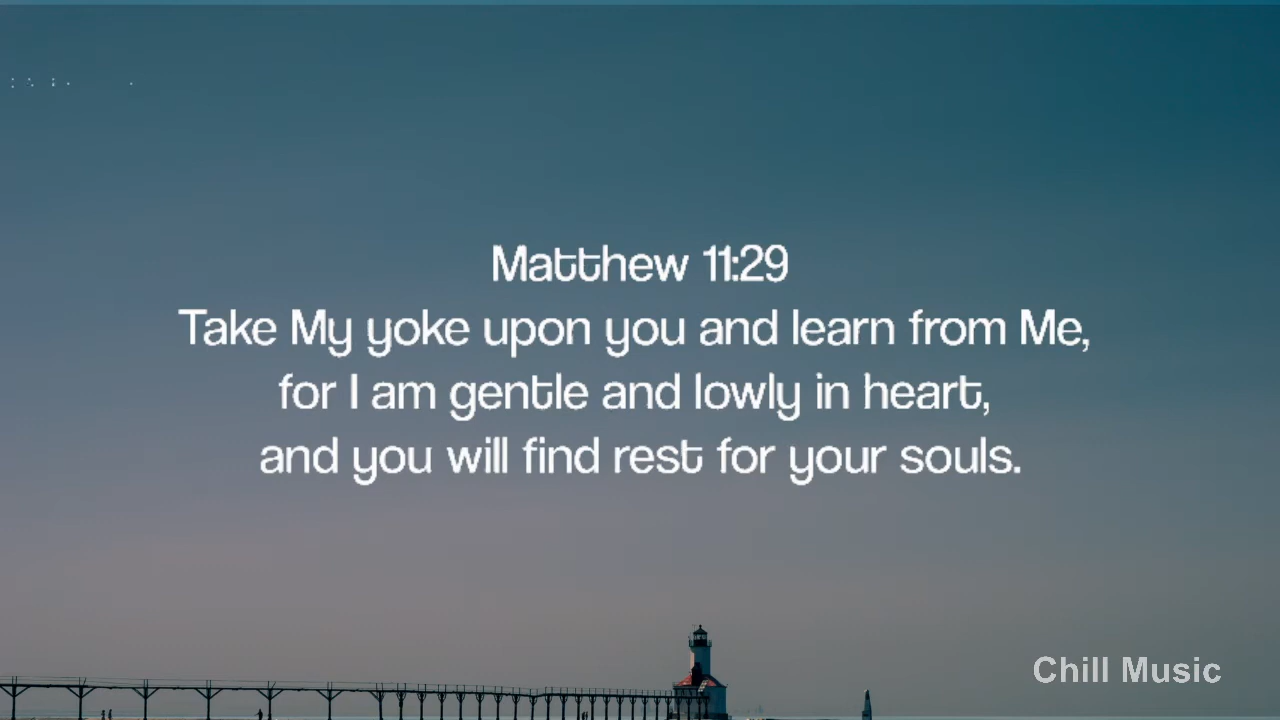 Matthew 11:29
Take My yoke upon you and learn from Me,
for I am gentle and lowly in heart,
and you will find rest for your souls.
Chill Music